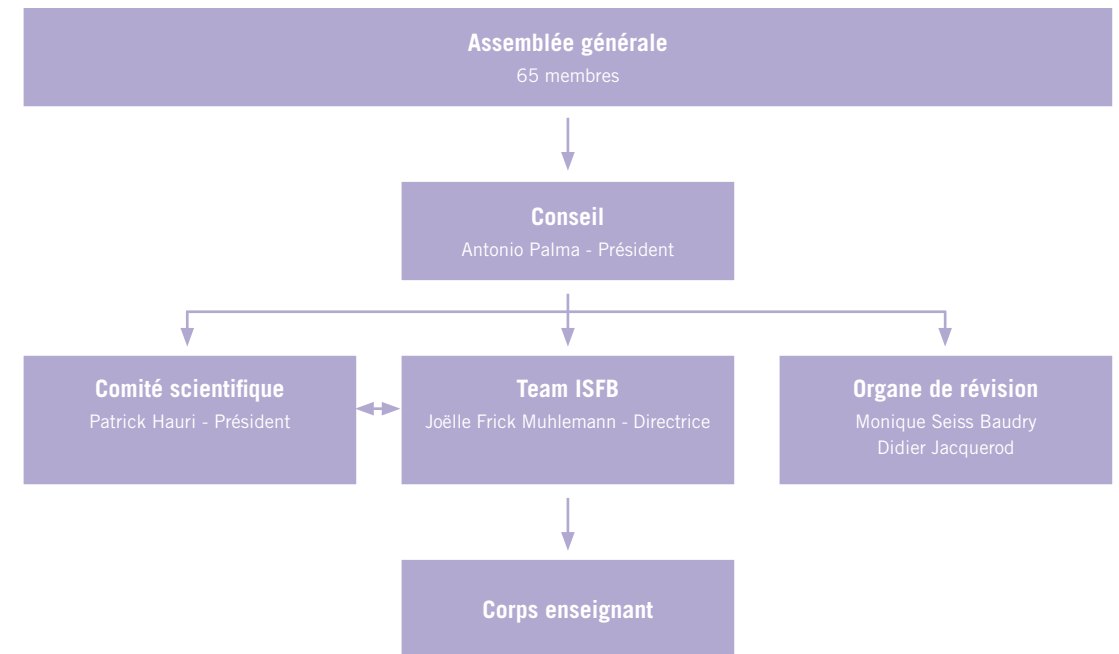 Assemblée générale
65 membres
Conseil
Antonio Palma - Président
Comité scientifique
Patrick Hauri - Président
Team ISFB
Joëlle Frick Muhlemann - Directrice
Organe de révision
Monique Seiss Baudry
Didier Jacquerod
Corps enseignant